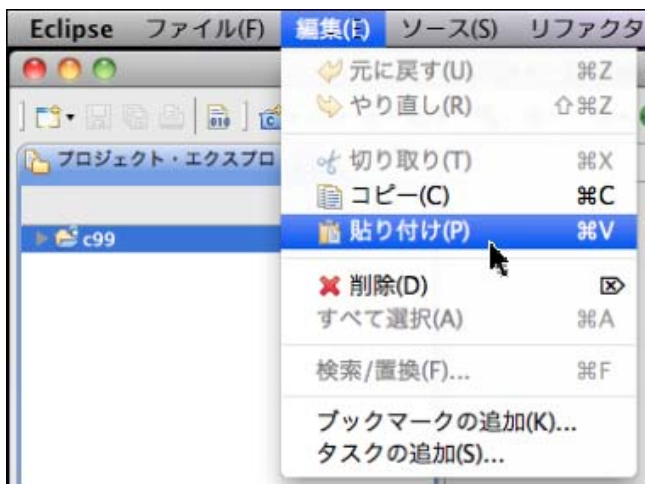 Eclipse ファイル(F) 編集(E) ソース(S) リファクタ
元に戻す(U) ⌘Z
やり直し(R) ⇧⌘Z
010
プロジェクト・エクスプロ
切り取り(T) ⌘X
コピー(C) ⌘C
貼り付け(P) ⌘V
c99
削除(D) ⌦
すべて選択(A) ⌘A
検索/置換(F)... ⌘F
ブックマークの追加(K)...
タスクの追加(S)...